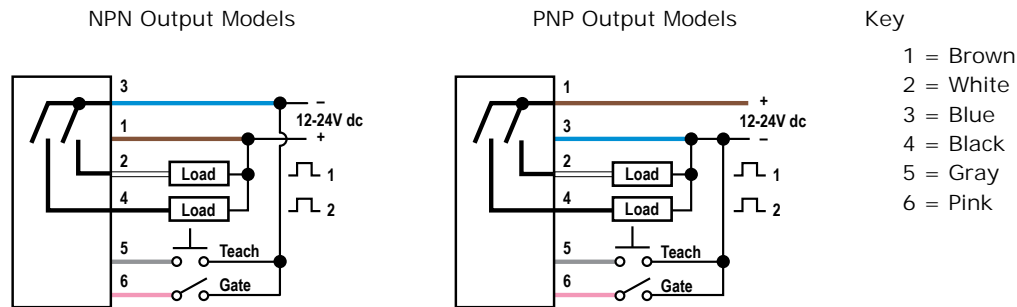 NPN Output Models
3
–
12-24V dc
1
+
2
Load
1
4
Load
2
5
Teach
6
Gate
PNP Output Models
1
+
12-24V dc
3
–
2
Load
1
4
Load
2
5
Teach
6
Gate
Key
1 = Brown
2 = White
3 = Blue
4 = Black
5 = Gray
6 = Pink